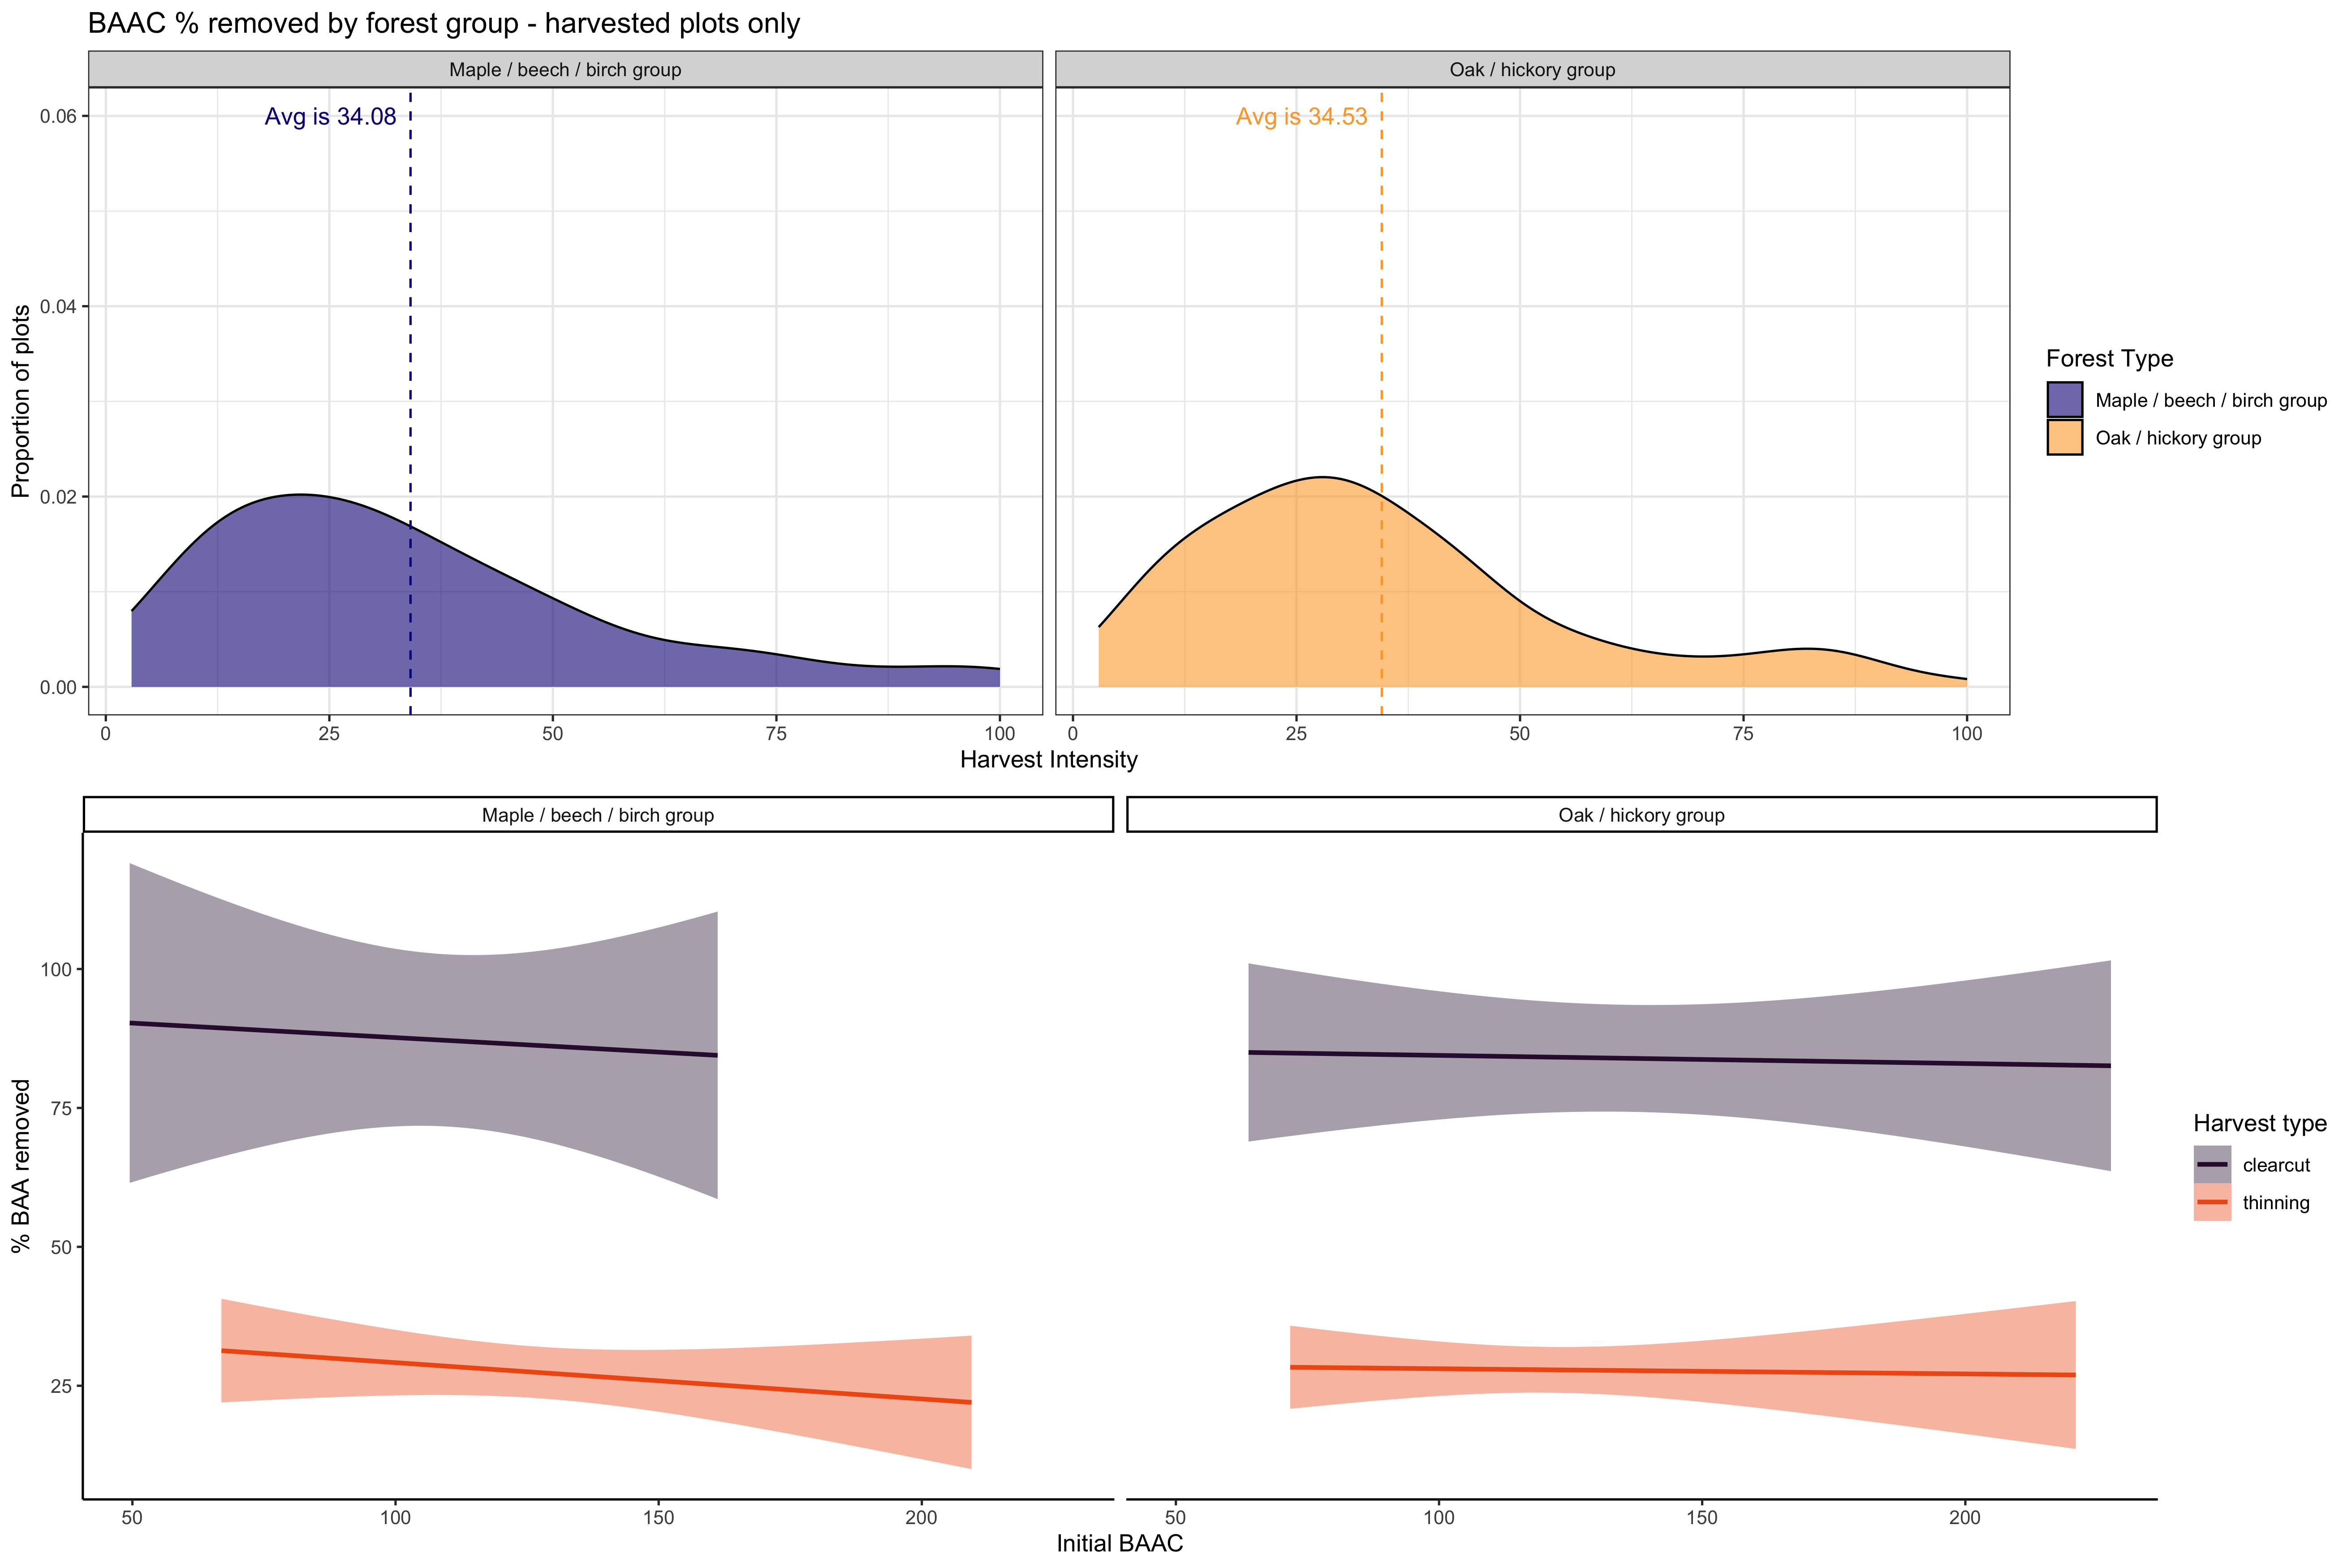 BAAC % removed by forest group - harvested plots only
Maple / beech / birch group
Oak / hickory group
Avg is 34.08
Avg is 34.53
Proportion of plots
0.06
0.04
0.02
0.00
0
25
50
75
100
0
25
50
75
100
Harvest Intensity
Forest Type
Maple / beech / birch group
Oak / hickory group
Maple / beech / birch group
Oak / hickory group
% BAA removed
100
75
50
25
50
100
150
200
50
100
150
200
Initial BAAC
Harvest type
clearcut
thinning